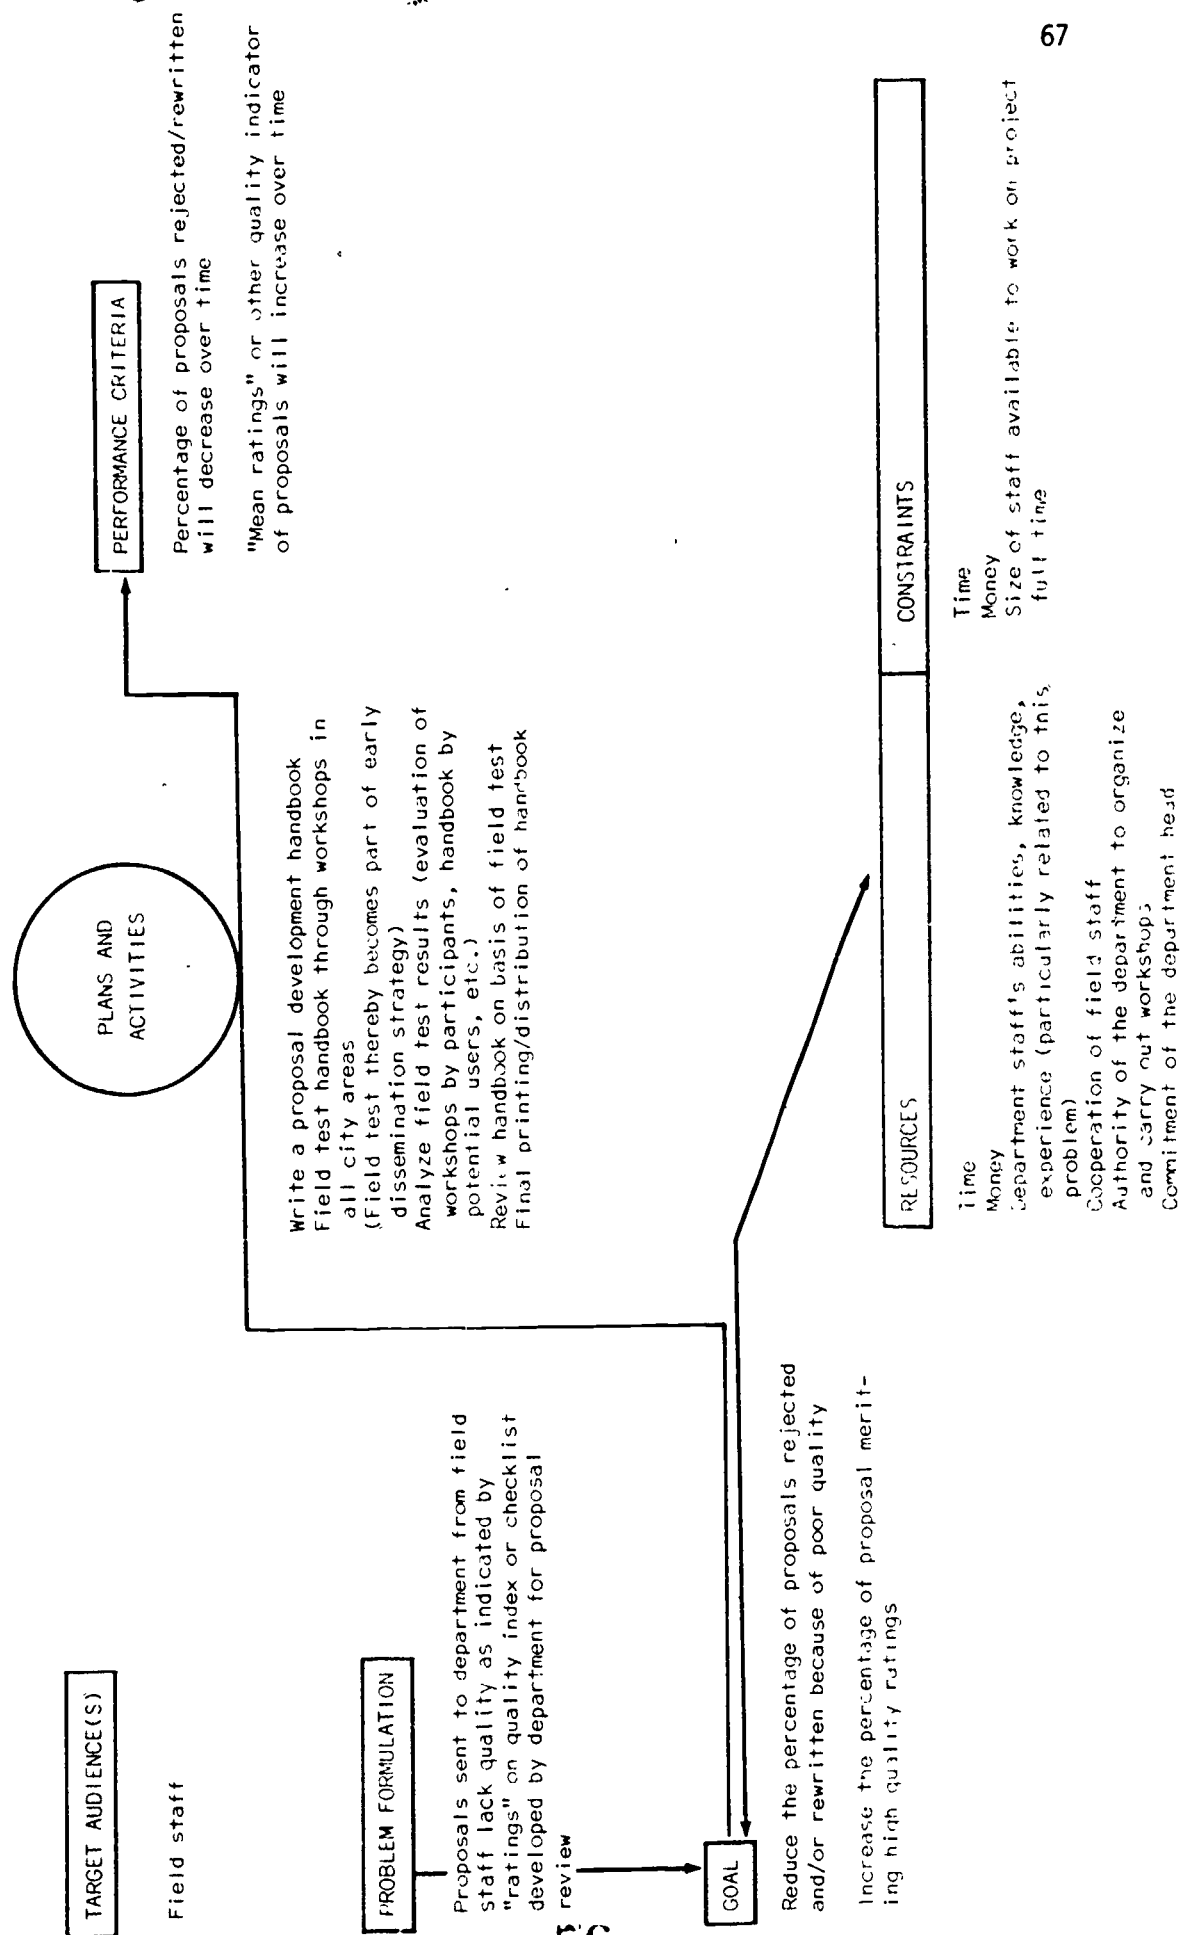 67
TARGET AUDIENCE(S)
Field staff
PROBLEM FORMULATION
Proposals sent to department from field
staff lack quality as indicated by
"ratings" on quality index or checklist
developed by department for proposal
review
GOAL
Reduce the percentage of proposals rejected
and/or rewritten because of poor quality
Increase the percentage of proposal merit-
ing high quality ratings
PLANS AND
ACTIVITIES
Write a proposal development handbook
Field test handbook through workshops in
all city areas
(Field test thereby becomes part of early
dissemination strategy)
Analyze field test results (evaluation of
workshops by participants, handbook by
potential users, etc.)
Review handbook on basis of field test
Final printing/distribution of handbook
PERFORMANCE CRITERIA
Percentage of proposals rejected/rewritten
will decrease over time
"Mean ratings" or other quality indicator
of proposals will increase over time
RESOURCES
Time
Money
Department staff's abilities, knowledge,
experience (particularly related to this
problem)
Cooperation of field staff
Authority of the department to organize
and carry out workshops
Commitment of the department head
CONSTRAINTS
Time
Money
Size of staff available to work on project
full time